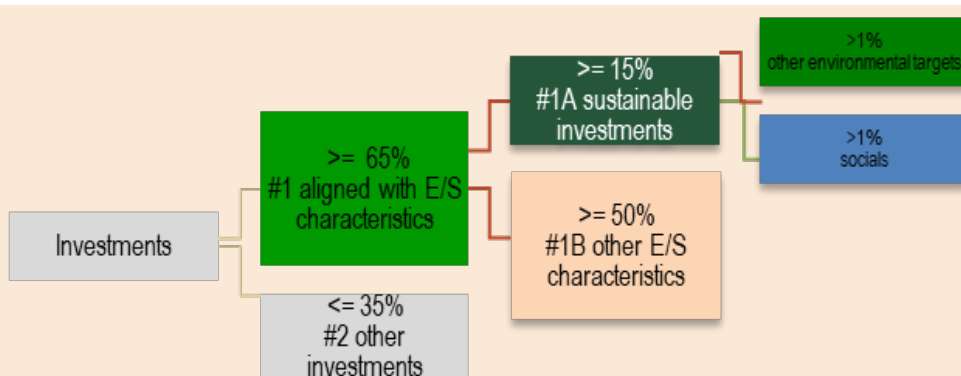 Investments
>= 65%
#1 aligned with E/S
characteristics
<= 35%
#2 other
investments
>= 15%
#1A sustainable
investments
>= 50%
#1B other E/S
characteristics
>1%
other environmental targets
>1%
socials